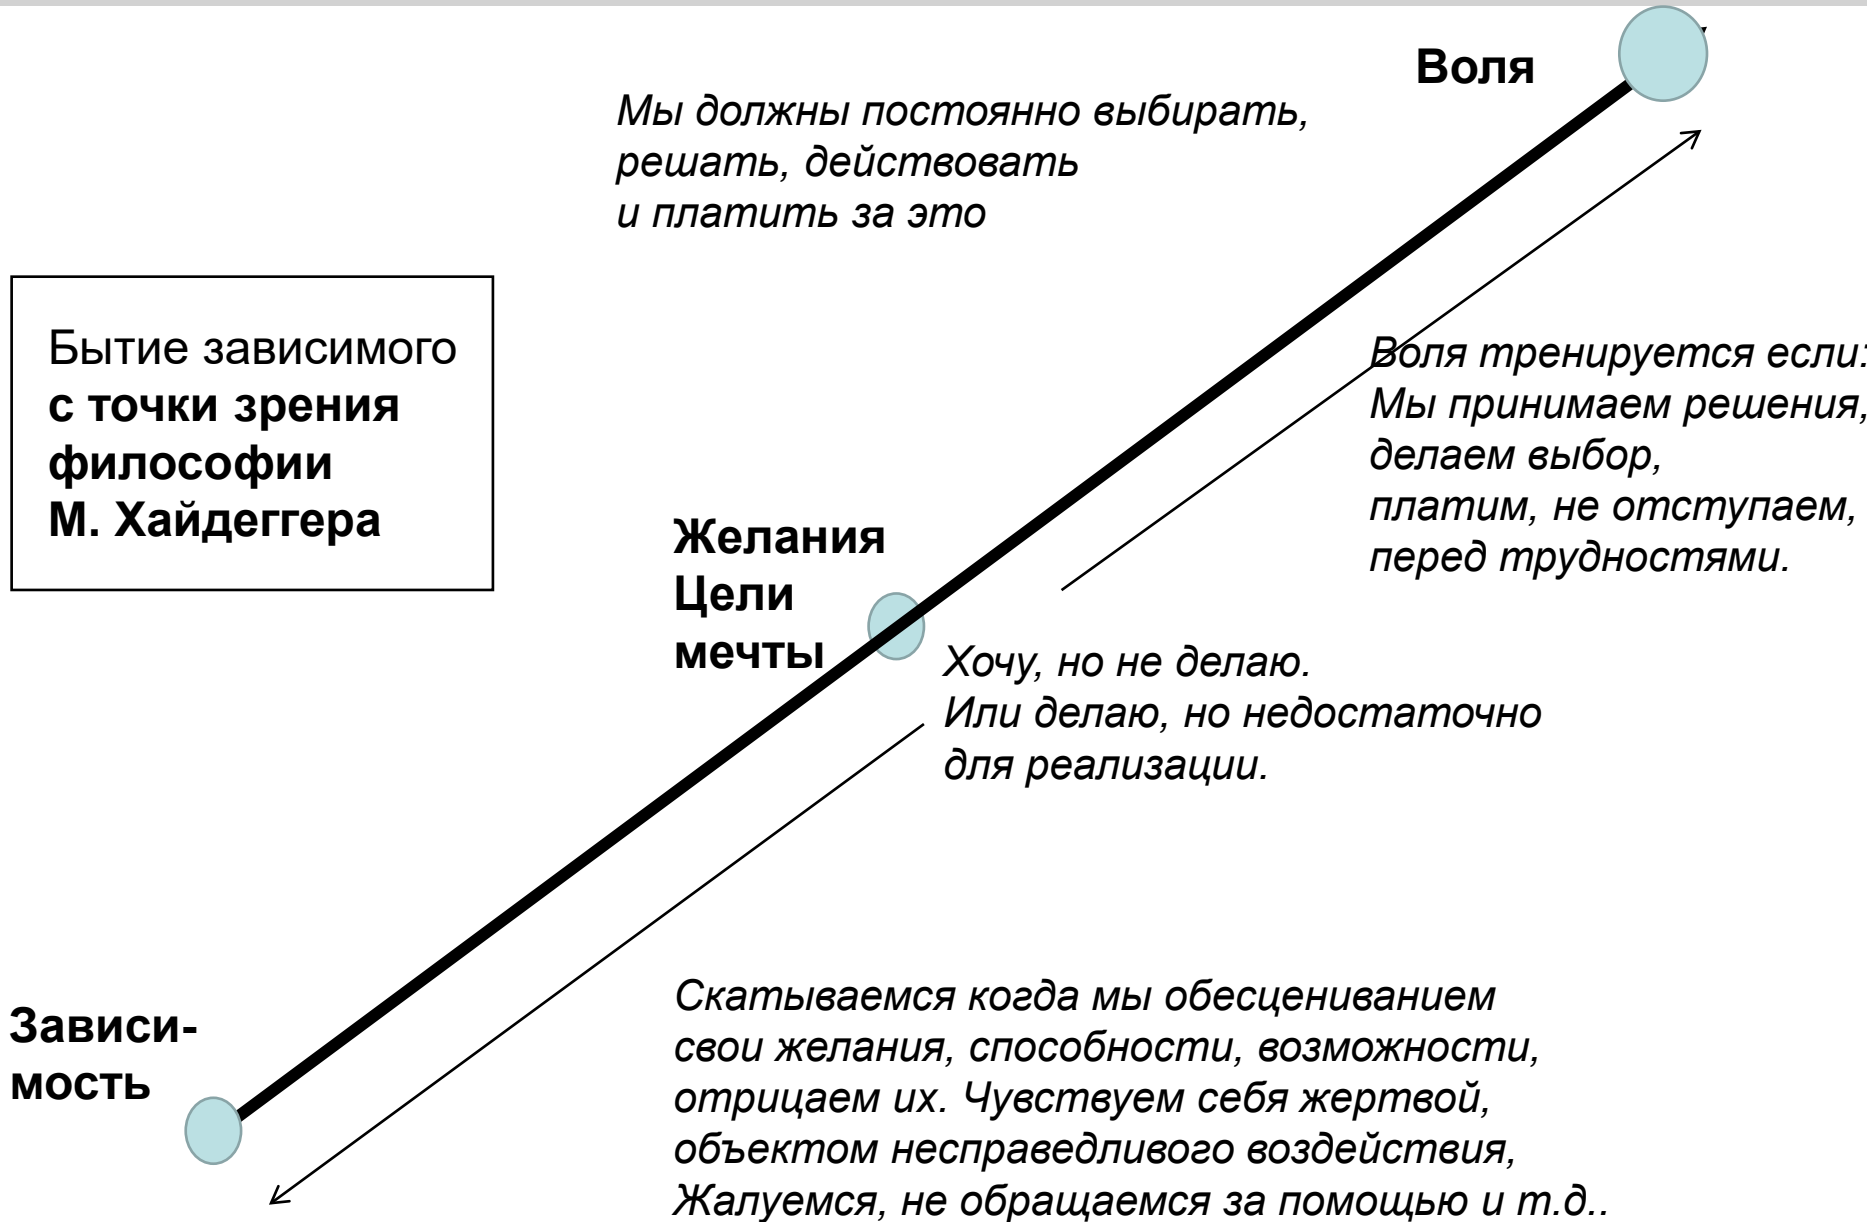 Воля
Мы должны постоянно выбирать,
решать, действовать
и платить за это
Бытие зависимого
с точки зрения
философии
М. Хайдеггера
Воля тренируется если:
Мы принимаем решения,
делаем выбор,
платим, не отступаем,
перед трудностями.
Желания
Цели
мечты
Хочу, но не делаю.
Или делаю, но недостаточно
для реализации.
Зависи-
мость
Скатываемся когда мы обесцениванием
свои желания, способности, возможности,
отрицаем их. Чувствуем себя жертвой,
объектом несправедливого воздействия,
Жалуемся, не обращаемся за помощью и т.д..